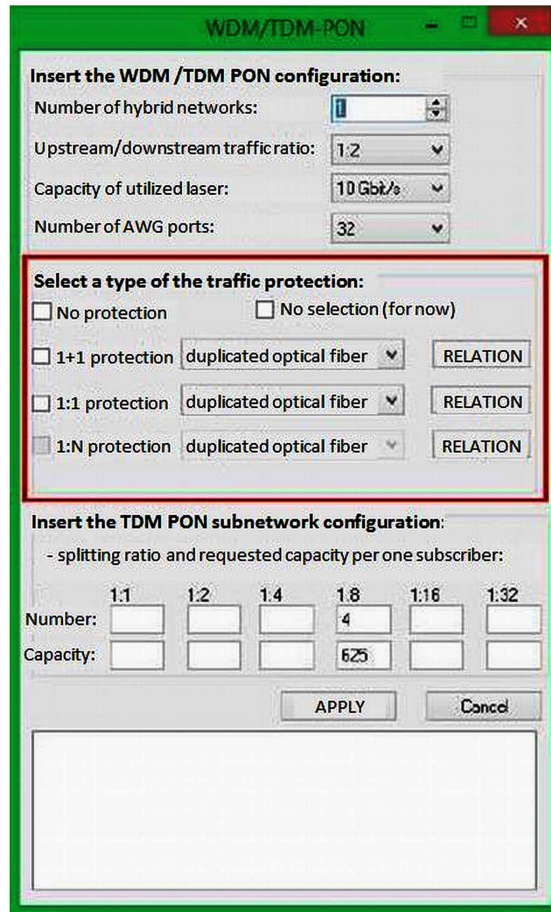 WDM/TDM-PON
Insert the WDM /TDM PON configuration:
Number of hybrid networks: 1
Upstream/downstream traffic ratio: 1:2
Capacity of utilized laser: 10 Gbit/s
Number of AWG ports: 32
Select a type of the traffic protection:
No protection No selection (for now)
1+1 protection duplicated optical fiber RELATION
1:1 protection duplicated optical fiber RELATION
1:N protection duplicated optical fiber RELATION
Insert the TDM PON subnetwork configuration:
- splitting ratio and requested capacity per one subscriber:
1:1 1:2 1:4 1:8 1:16 1:32
Number: 4
Capacity: 625
APPLY Cancel